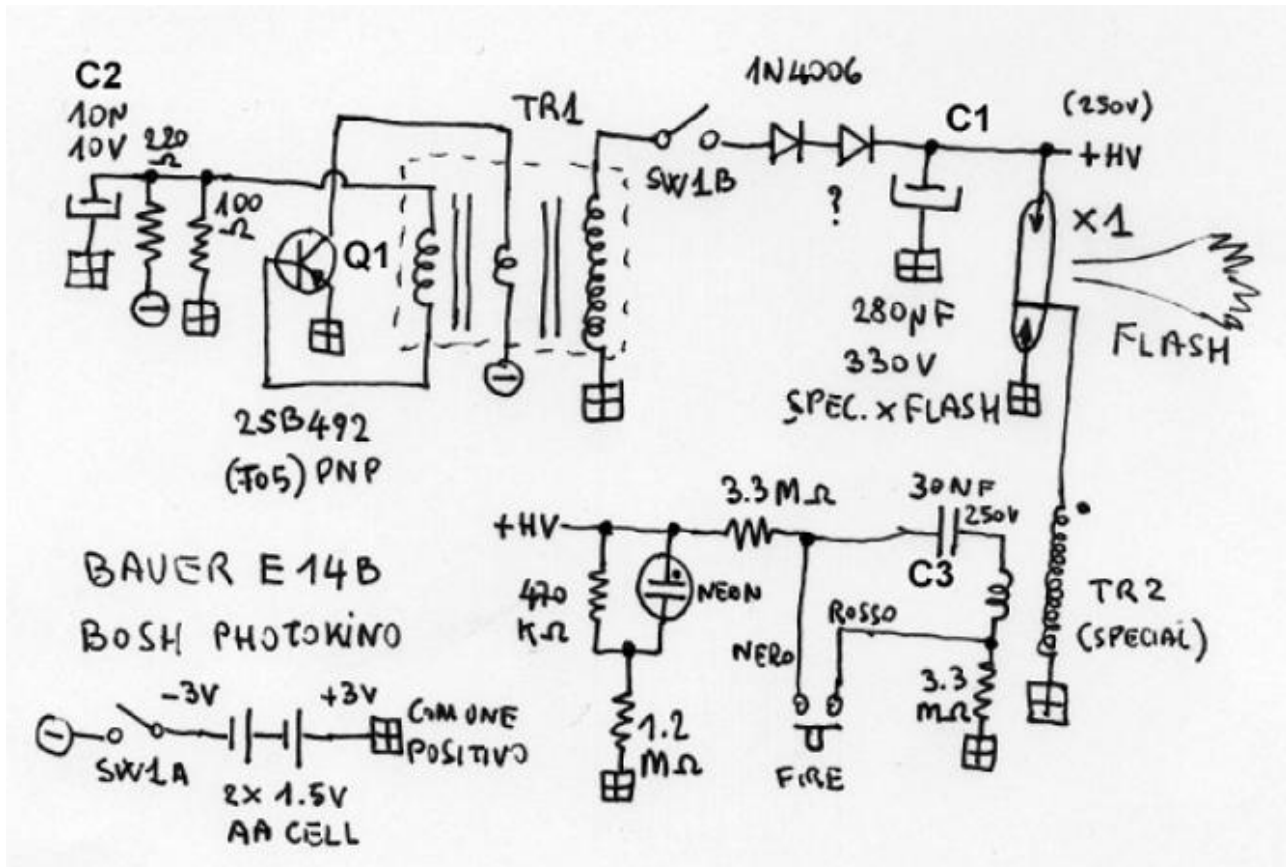 C2
10N
10V
220
Ω
100
Ω
Q1
2SB492
(TO5) PNP
TR1
SW1B
1N4006
?
C1
(250V)
+HV
X1
280µF
330V
SPEC. X FLASH
FLASH
+HV
470
KΩ
NEON
1.2
MΩ
3.3MΩ
30NF
250V
C3
NERO
ROSSO
FIRE
3.3
MΩ
TR2
(SPECIAL)
BAUER E 14B
BOSH PHOTOKINO
-3V
+3V
SW1A
2X 1.5V
AA CELL
COMUNE
POSITIVO